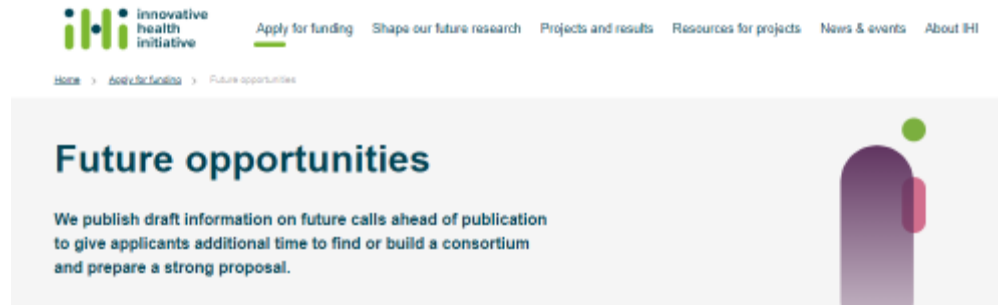 iHi innovative
health
initiative
Apply for funding Shape our future research Projects and results Resources for projects News & events About IHI
Home > Apply for funding > Future opportunities
Future opportunities
We publish draft information on future calls ahead of publication
to give applicants additional time to find or build a consortium
and prepare a strong proposal.